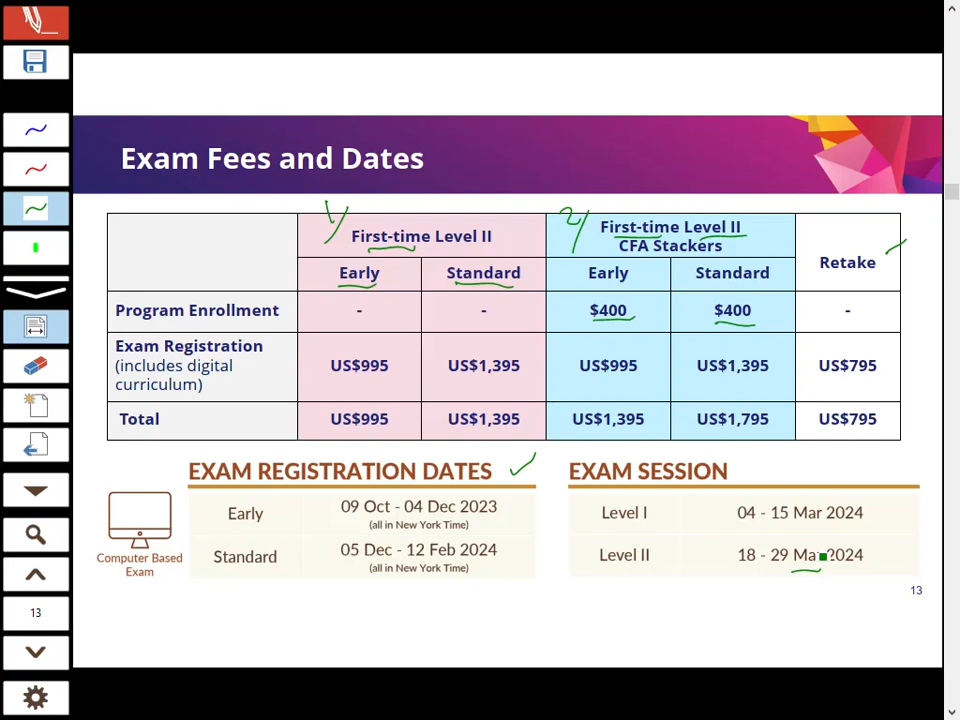 Exam Fees and Dates
1/
2/
First-time Level II
First-time Level II
CFA Stackers
Retake
Early
Standard
Early
Standard
Program Enrollment
-
-
$400
$400
-
Exam Registration
(includes digital
curriculum)
US$995
US$1,395
US$995
US$1,395
US$795
Total
US$995
US$1,395
US$1,395
US$1,795
US$795
EXAM REGISTRATION DATES
Early
09 Oct - 04 Dec 2023
(all in New York Time)
Standard
05 Dec - 12 Feb 2024
(all in New York Time)
Computer Based
Exam
EXAM SESSION
Level I
04 - 15 Mar 2024
Level II
18 - 29 Mar 2024
13
13